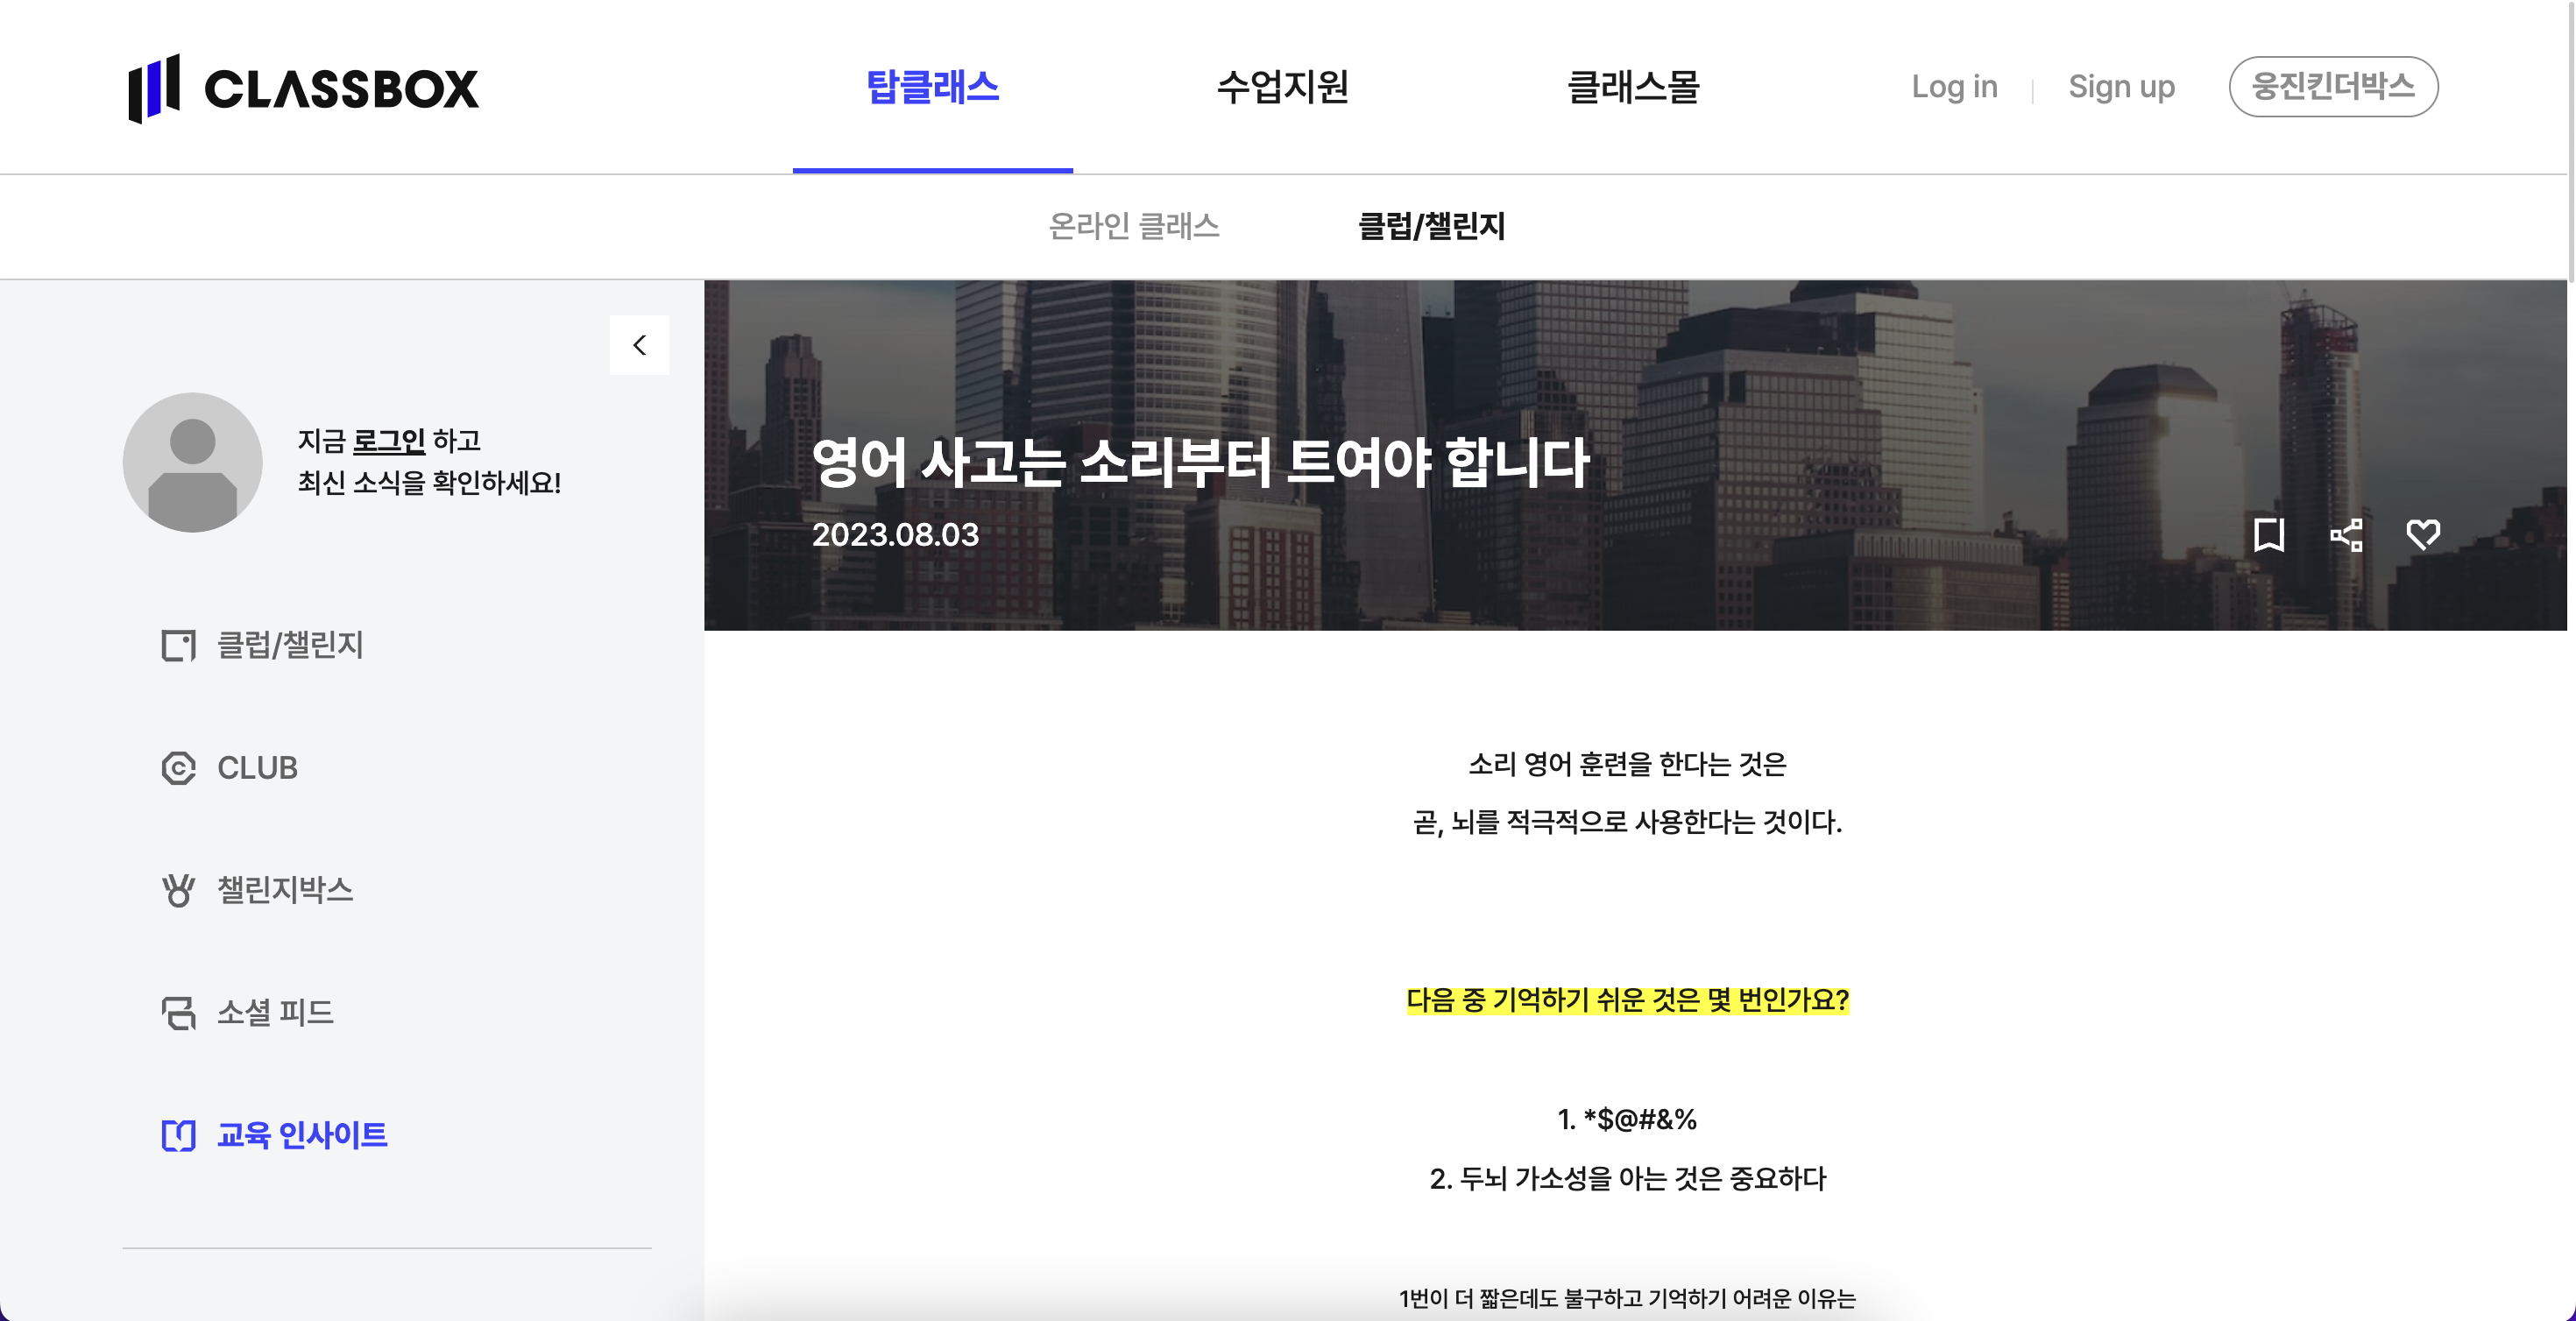 CLASSBOX
탑클래스
수업지원
클래스몰
Log in
Sign up
웅진킨더박스
온라인 클래스
클럽/챌린지
지금 로그인 하고
최신 소식을 확인하세요!
클럽/챌린지
CLUB
챌린지박스
소셜 피드
교육 인사이트
영어 사고는 소리부터 트여야 합니다
2023.08.03
소리 영어 훈련을 한다는 것은
곧, 뇌를 적극적으로 사용한다는 것이다.
다음 중 기억하기 쉬운 것은 몇 번인가요?
1. *$@#&%
2. 두뇌 가소성을 아는 것은 중요하다
1번이 더 짧은데도 불구하고 기억하기 어려운 이유는